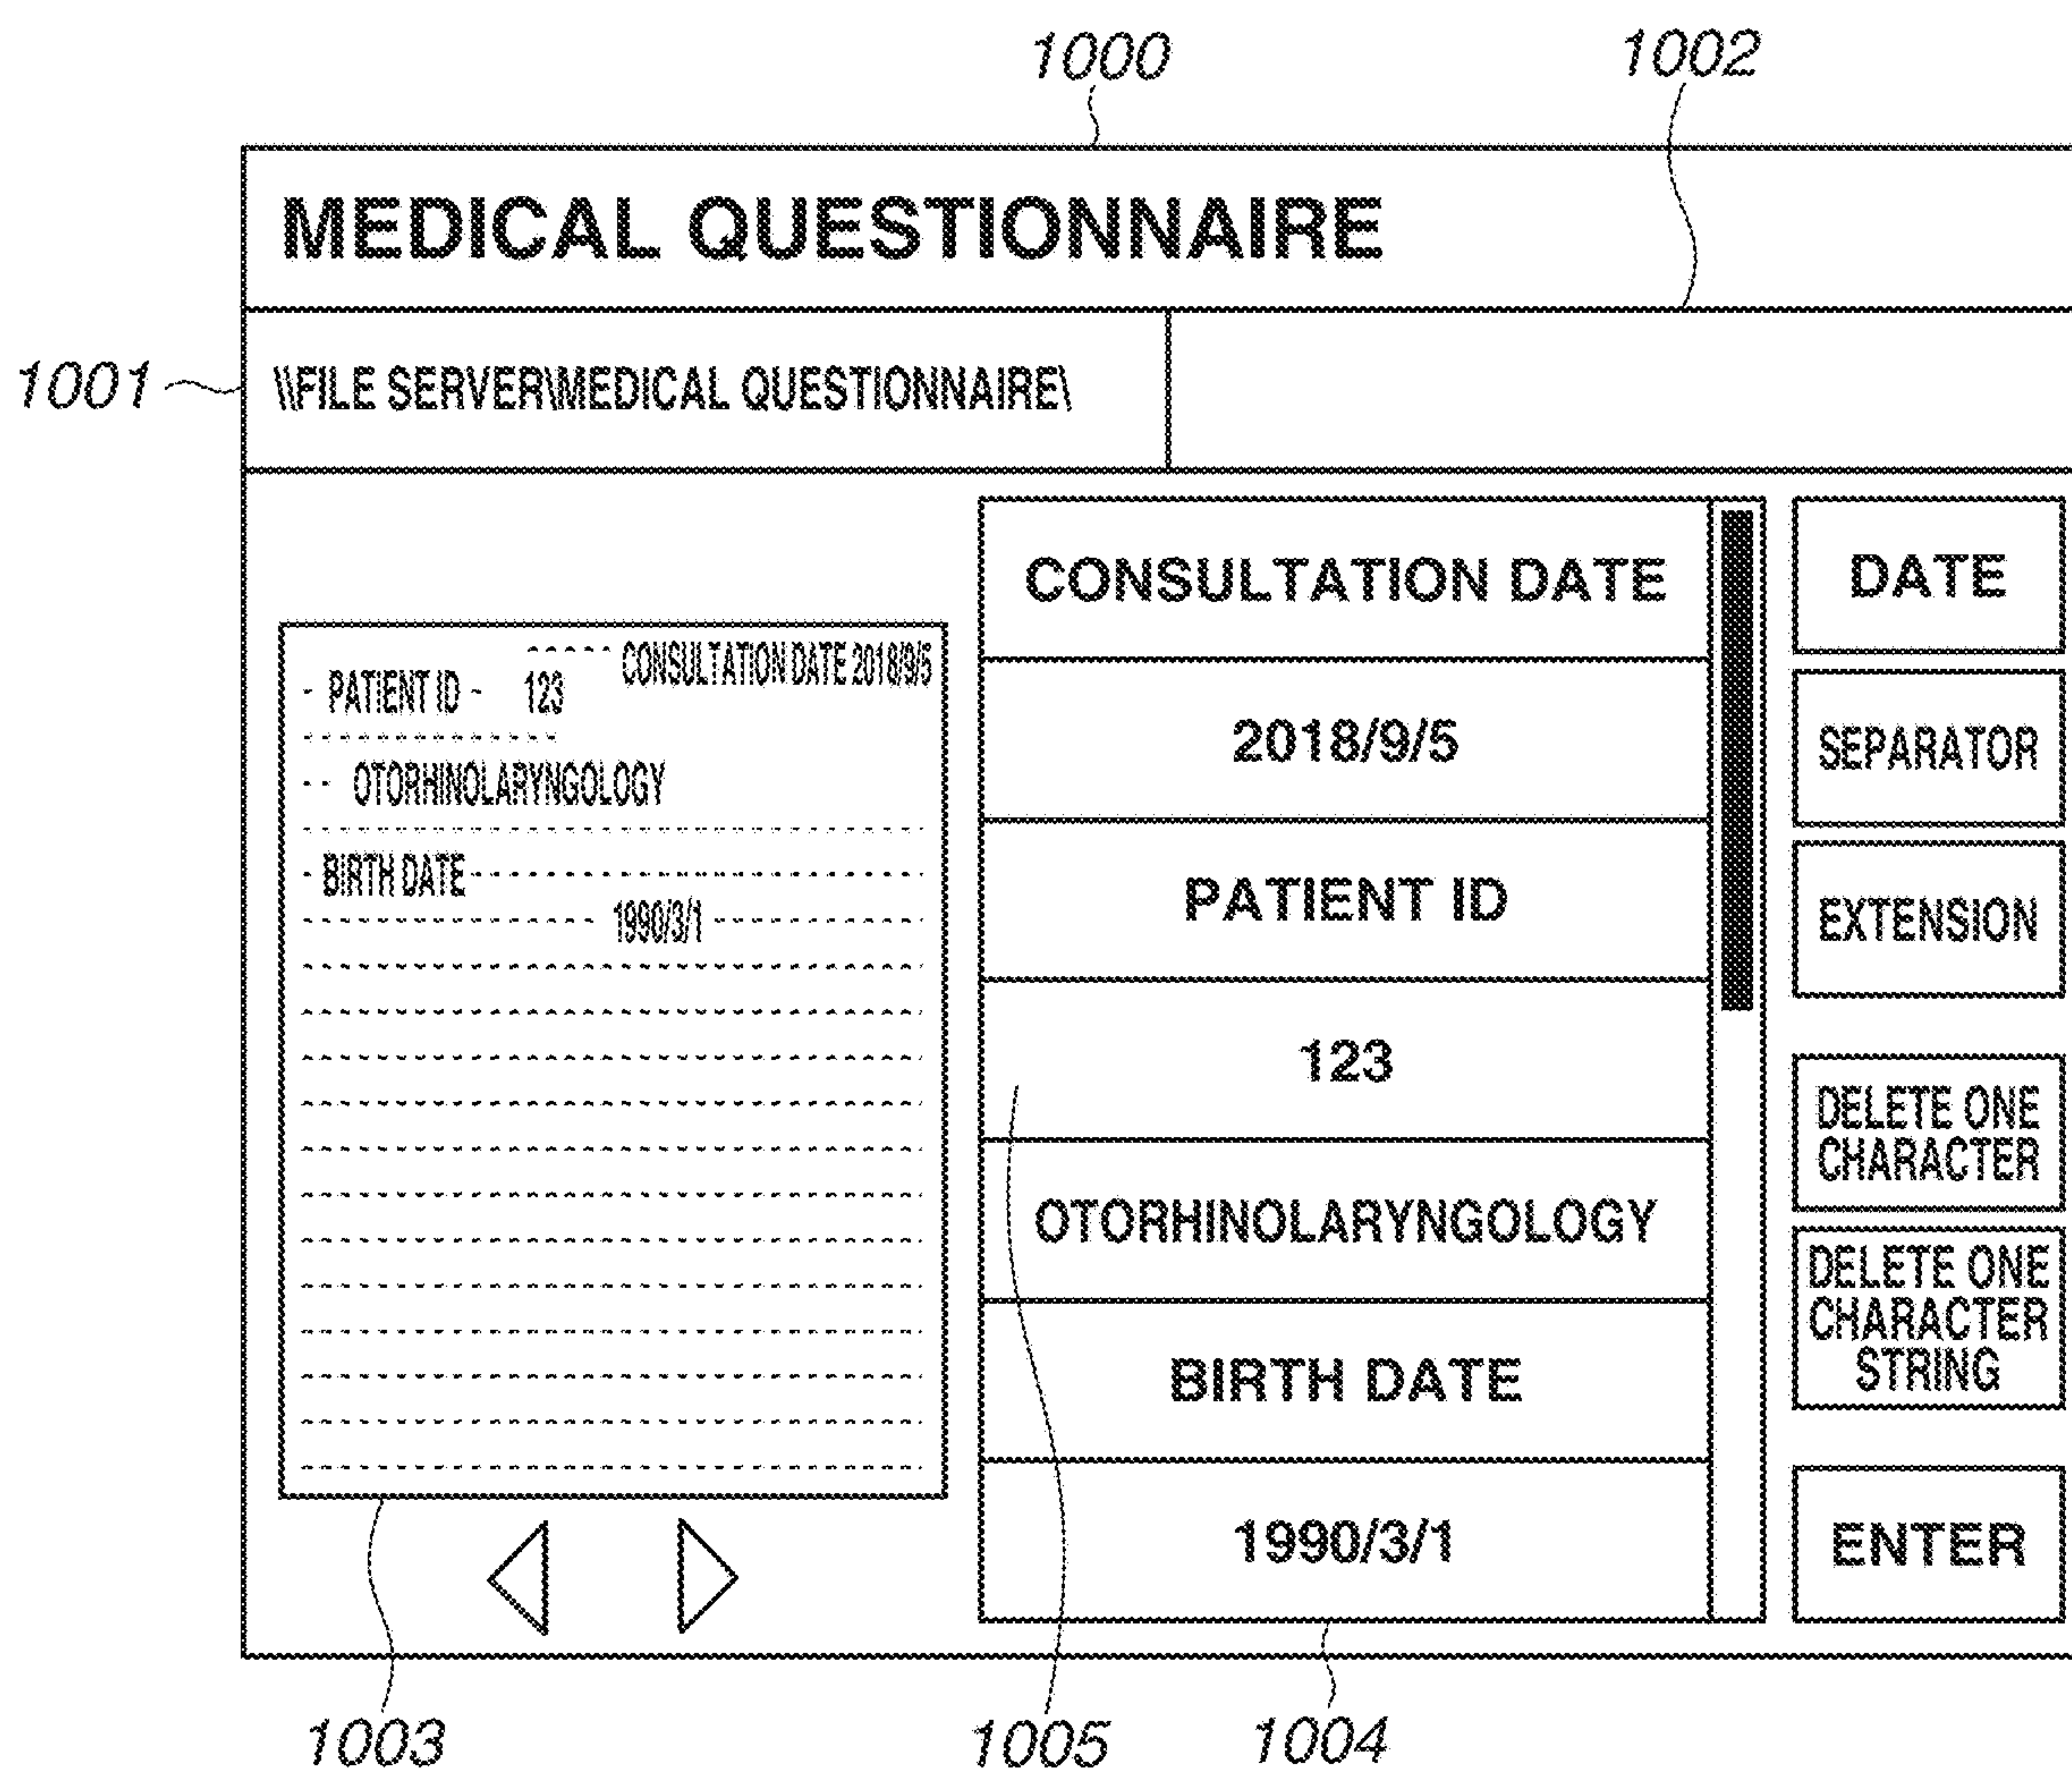 1000
1002
MEDICAL QUESTIONNAIRE
1001
\\FILE SERVER\MEDICAL QUESTIONNAIRE\
CONSULTATION DATE 2018/9/5
- PATIENT ID - 123
-- OTORHINOLARYNGOLOGY
- BIRTH DATE
1990/3/1
CONSULTATION DATE
2018/9/5
PATIENT ID
123
OTORHINOLARYNGOLOGY
BIRTH DATE
1990/3/1
DATE
SEPARATOR
EXTENSION
DELETE ONE
CHARACTER
DELETE ONE
CHARACTER
STRING
ENTER
1003
1005
1004